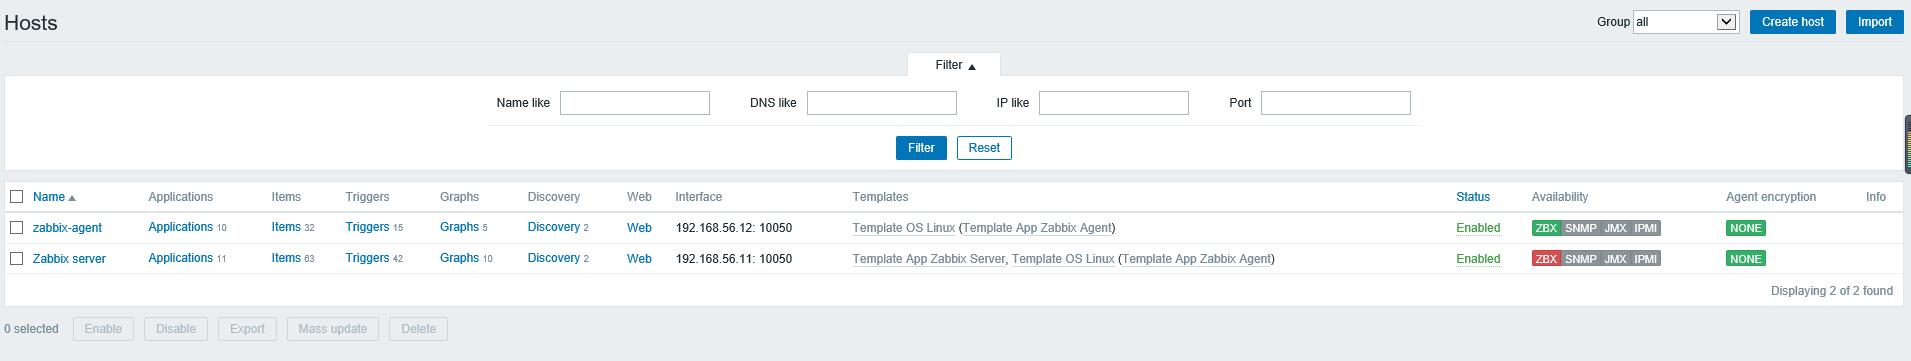 Hosts Group all Create host Import
Filter
Name like DNS like IP like Port
Filter Reset
Name Applications Items Triggers Graphs Discovery Web Interface Templates Status Availability Agent encryption Info
zabbix-agent Applications 10 Items 32 Triggers 15 Graphs 5 Discovery 2 Web 192.168.56.12: 10050 Template OS Linux (Template App Zabbix Agent) Enabled ZBX SNMP JMX IPMI NONE
Zabbix server Applications 11 Items 63 Triggers 42 Graphs 10 Discovery 2 Web 192.168.56.11: 10050 Template App Zabbix Server, Template OS Linux (Template App Zabbix Agent) Enabled ZBX SNMP JMX IPMI NONE
Displaying 2 of 2 found
0 selected Enable Disable Export Mass update Delete